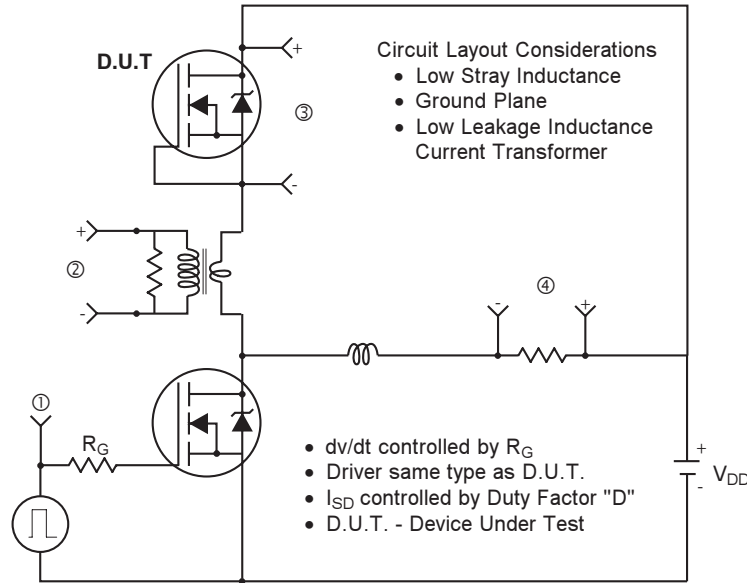 D.U.T
+
③
-
Circuit Layout Considerations
• Low Stray Inductance
• Ground Plane
• Low Leakage Inductance
Current Transformer
+
②
-
-
④
+
①
R_G
• dv/dt controlled by R_G
• Driver same type as D.U.T.
• I_SD controlled by Duty Factor "D"
• D.U.T. - Device Under Test
+
-
V_DD